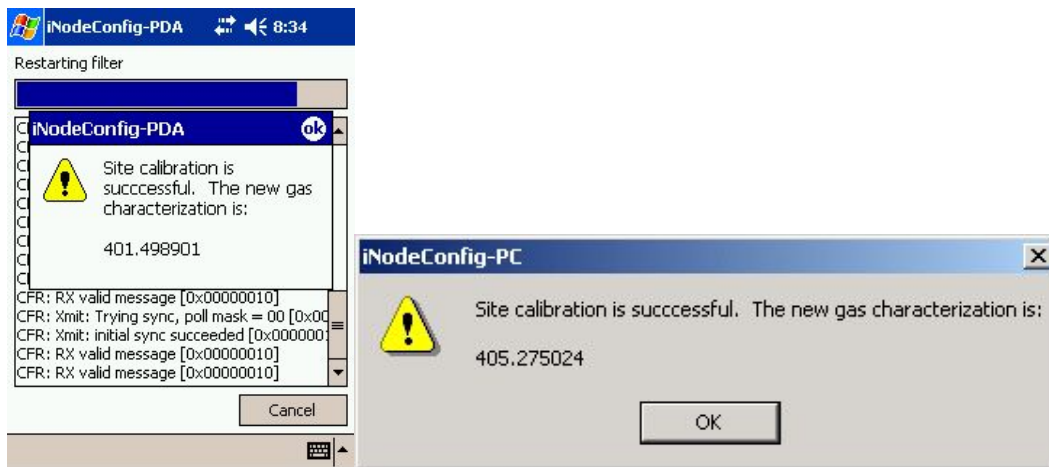 iNodeConfig-PDA 8:34
Restarting filter
iNodeConfig-PDA ok
Site calibration is
succcessful. The new gas
characterization is:
401.498901
CFR: RX valid message [0x00000010]
CFR: Xmit: Trying sync, poll mask = 00 [0x00
CFR: Xmit: initial sync succeeded [0x000000
CFR: RX valid message [0x00000010]
CFR: RX valid message [0x00000010]
Cancel
iNodeConfig-PC
Site calibration is succcessful. The new gas characterization is:
405.275024
OK